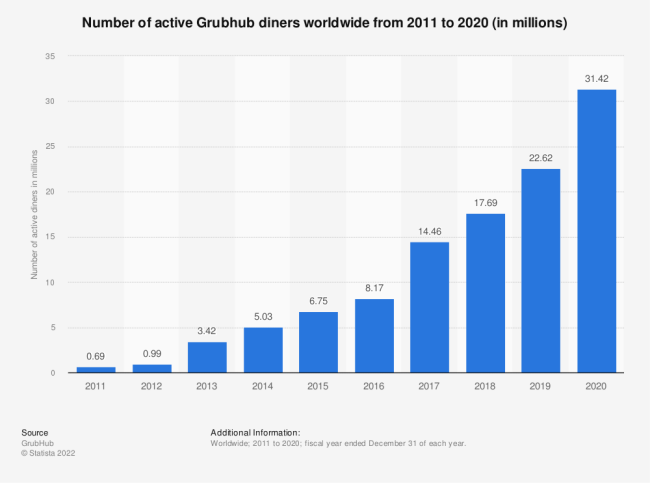 Number of active Grubhub diners worldwide from 2011 to 2020 (in millions)
Number of active diners in millions
35
30
25
20
15
10
5
0
0.69
0.99
3.42
5.03
6.75
8.17
14.46
17.69
22.62
31.42
2011 2012 2013 2014 2015 2016 2017 2018 2019 2020
Source
GrubHub
© Statista 2022
Additional Information:
Worldwide; 2011 to 2020; fiscal year ended December 31 of each year.